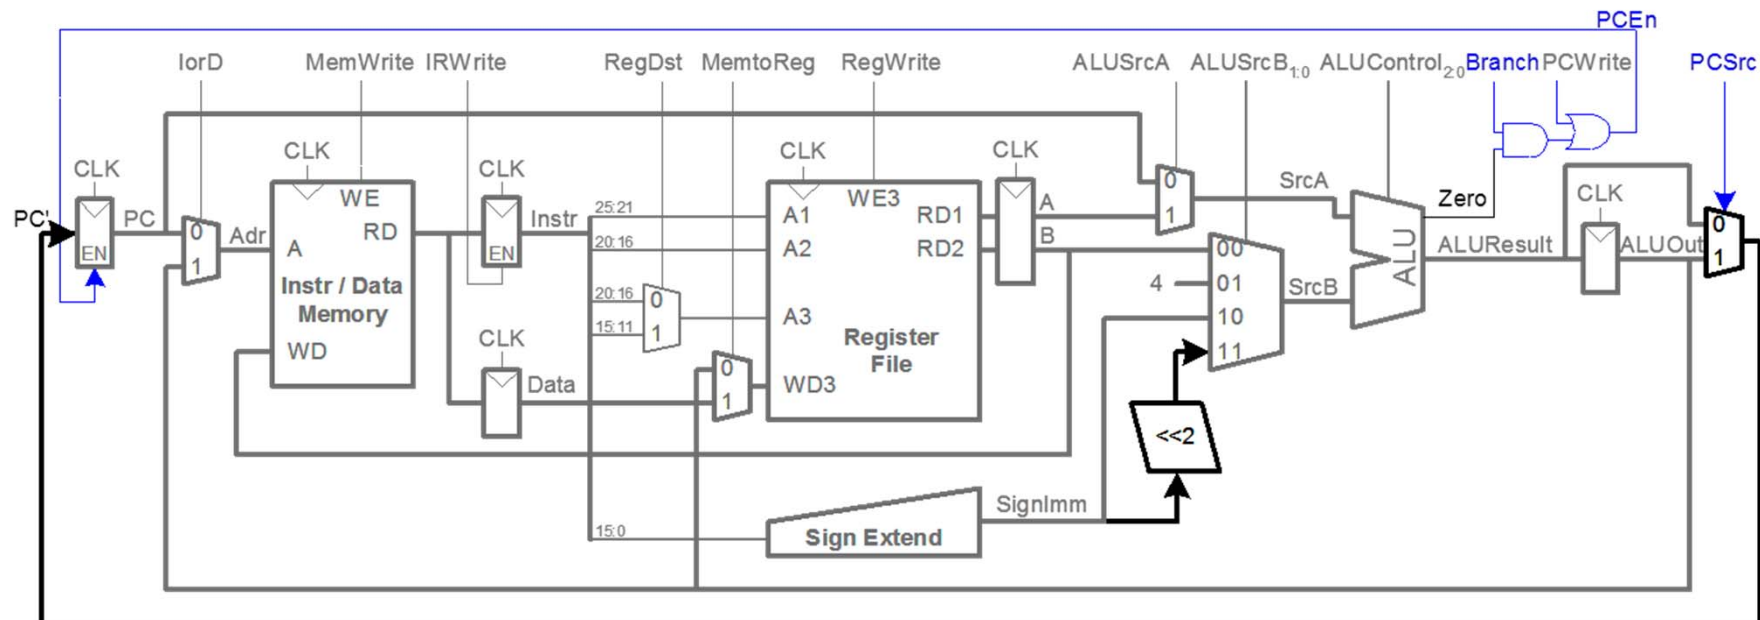 PCEn
IorD MemWrite IRWrite RegDst MemtoReg RegWrite ALUSrcA ALUSrcB1:0 ALUControl2:0 Branch PCWrite PCSrc
CLK CLK CLK CLK CLK CLK
PC' EN PC
0 1 Adr
WE
A RD
Instr / Data
Memory
WD
EN Instr
CLK
Data
25:21
20:16
20:16 0
15:11 1
0
1
A1 WE3 RD1
A2 RD2
A3
Register
File
WD3
A
B
0
1
SrcA
00
4 01
10
11
SrcB
ALU
Zero
ALUResult
ALUOut
0
1
<<2
SignImm
15:0
Sign Extend